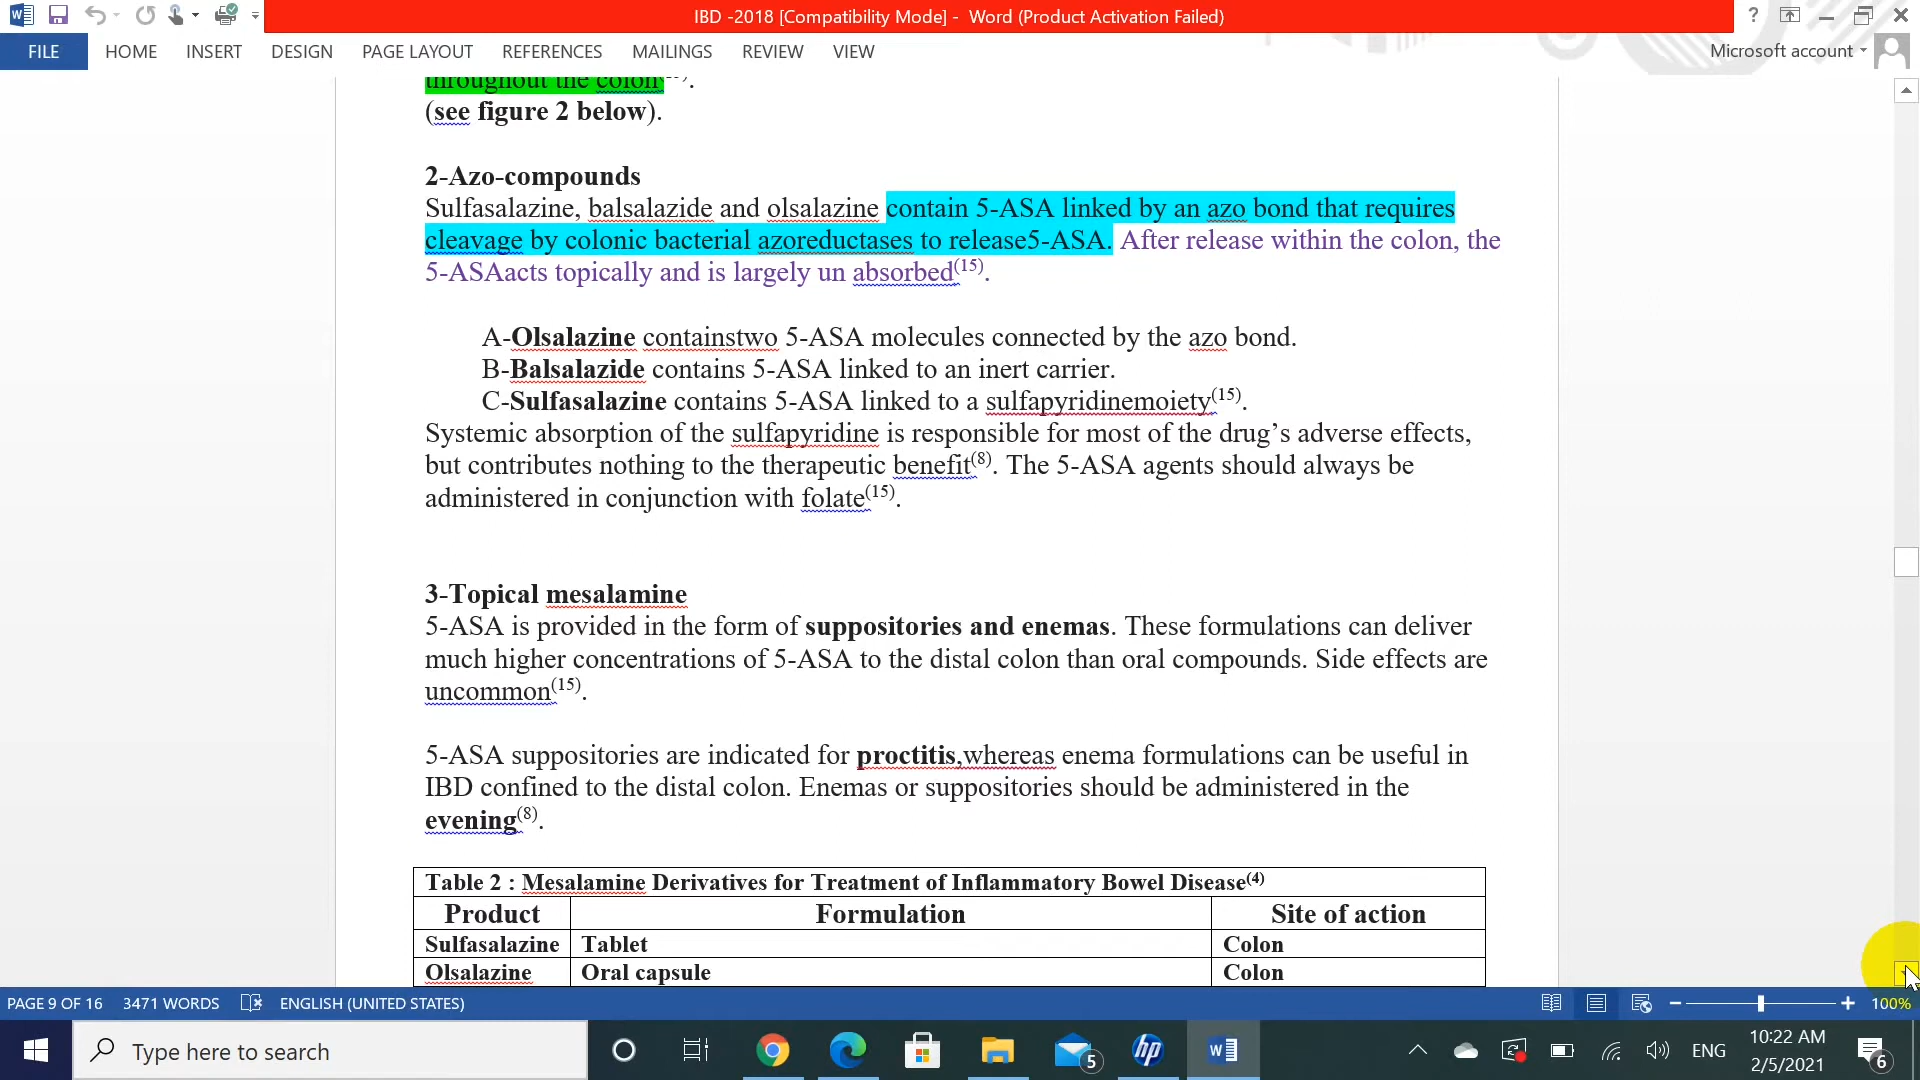 IBD -2018 [Compatibility Mode] - Word (Product Activation Failed)
?
FILE HOME INSERT DESIGN PAGE LAYOUT REFERENCES MAILINGS REVIEW VIEW Microsoft account
throughout the colon
(see figure 2 below).
2-Azo-compounds
Sulfasalazine, balsalazide and olsalazine contain 5-ASA linked by an azo bond that requires
cleavage by colonic bacterial azoreductases to release5-ASA. After release within the colon, the
5-ASAacts topically and is largely un absorbed(15).
A-Olsalazine containstwo 5-ASA molecules connected by the azo bond.
B-Balsalazide contains 5-ASA linked to an inert carrier.
C-Sulfasalazine contains 5-ASA linked to a sulfapyridinemoiety(15).
Systemic absorption of the sulfapyridine is responsible for most of the drug's adverse effects,
but contributes nothing to the therapeutic benefit(8). The 5-ASA agents should always be
administered in conjunction with folate(15).
3-Topical mesalamine
5-ASA is provided in the form of suppositories and enemas. These formulations can deliver
much higher concentrations of 5-ASA to the distal colon than oral compounds. Side effects are
uncommon(15).
5-ASA suppositories are indicated for proctitis,whereas enema formulations can be useful in
IBD confined to the distal colon. Enemas or suppositories should be administered in the
evening(8).
Table 2 : Mesalamine Derivatives for Treatment of Inflammatory Bowel Disease(4)
Product Formulation Site of action
Sulfasalazine Tablet Colon
Olsalazine Oral capsule Colon
PAGE 9 OF 16 3471 WORDS ENGLISH (UNITED STATES) 100%
Type here to search
5
hp
ENG
10:22 AM
2/5/2021
6